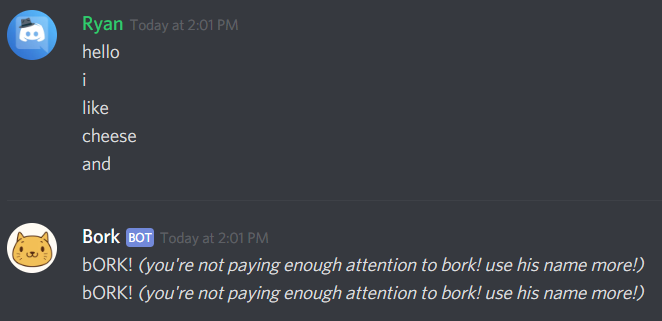 Ryan Today at 2:01 PM
hello
i
like
cheese
and
Bork BOT Today at 2:01 PM
bORK! (you're not paying enough attention to bork! use his name more!)
bORK! (you're not paying enough attention to bork! use his name more!)